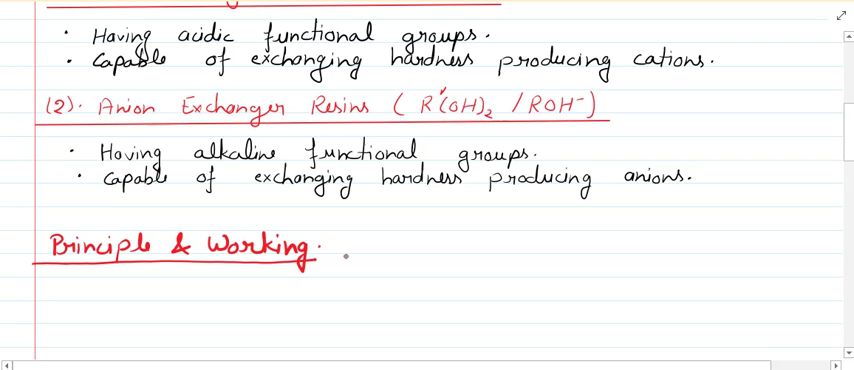 • Having acidic functional groups.
• Capable of exchanging hardness producing cations.
(2). Anion Exchanger Resins ( R'(OH)₂ / ROH⁻)
• Having alkaline functional groups.
• Capable of exchanging hardness producing anions.
Principle & Working.